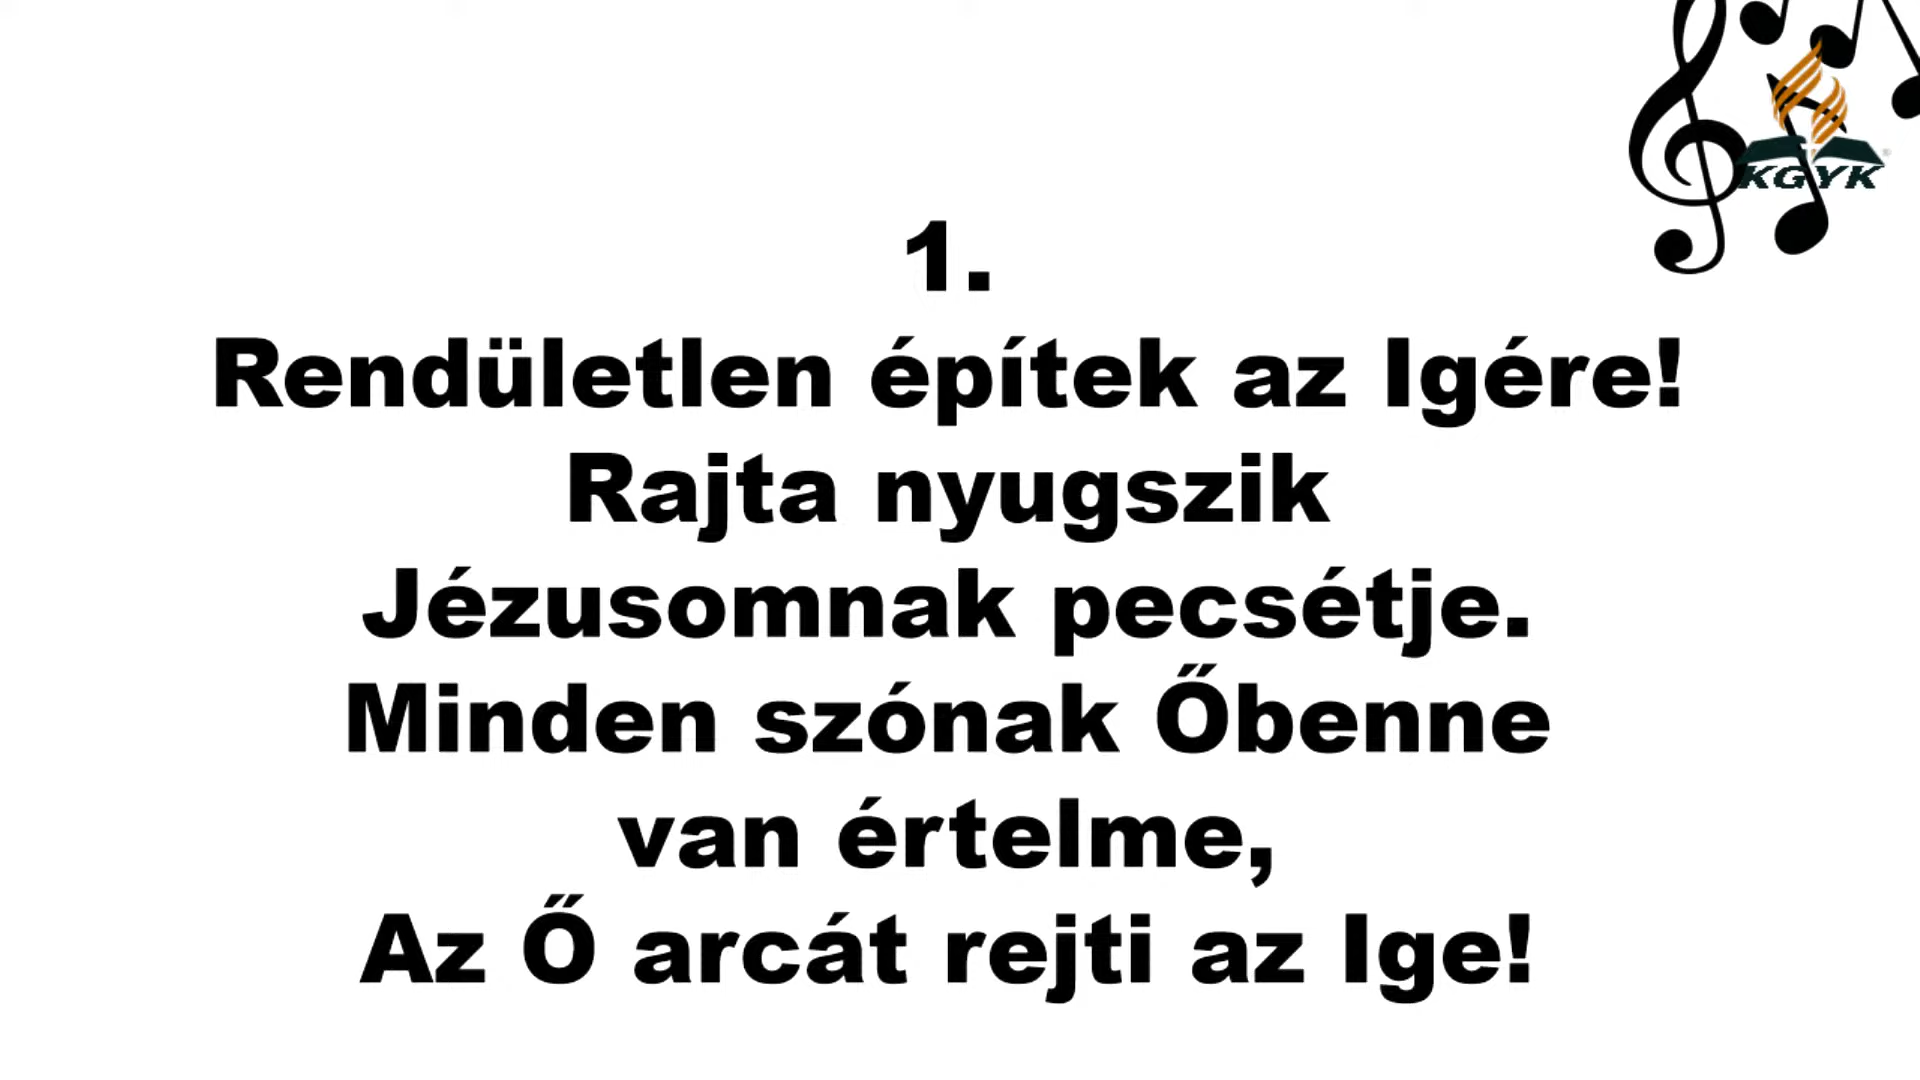 KGYK
1.
Rendületlen építek az Igére!
Rajta nyugszik
Jézusomnak pecsétje.
Minden szónak Őbenne
van értelme,
Az Ő arcát rejti az Ige!